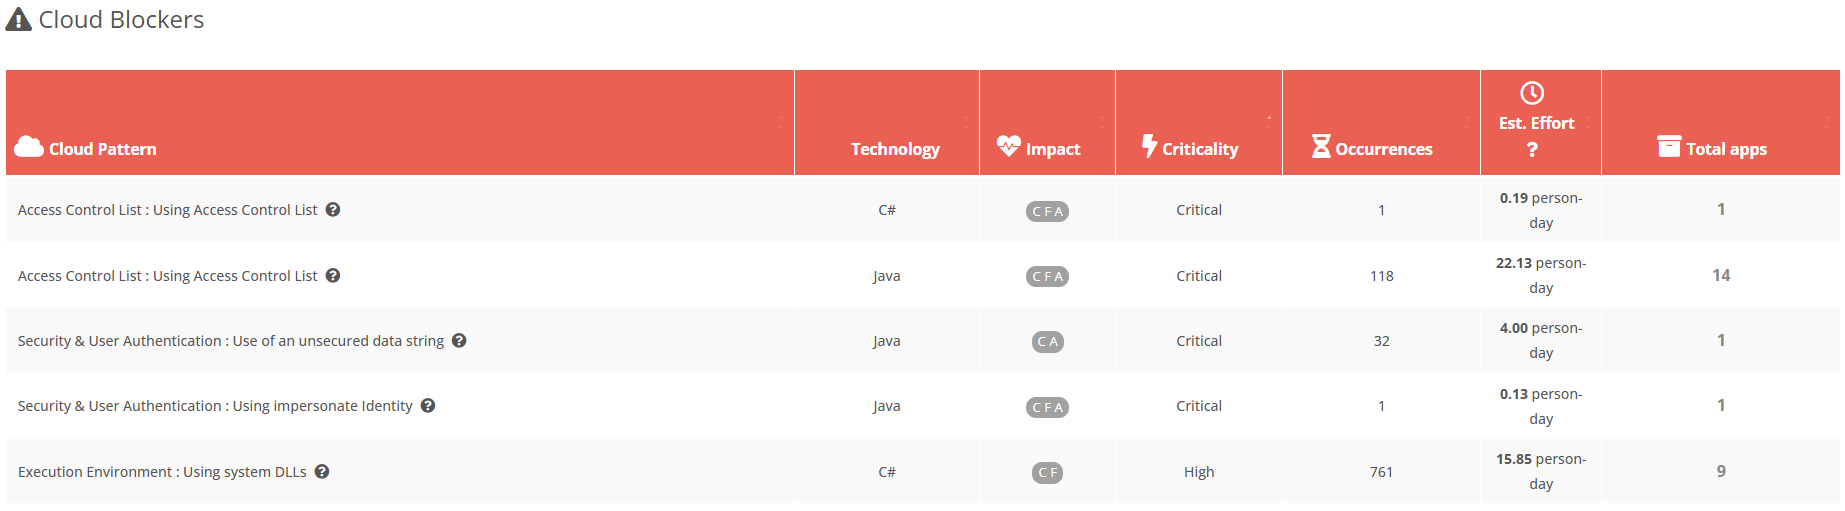 Cloud Blockers
Cloud Pattern
Technology
Impact
Criticality
Occurrences
Est. Effort
?
Total apps
Access Control List : Using Access Control List ?
C#
C F A
Critical
1
0.19 person-
day
1
Access Control List : Using Access Control List ?
Java
C F A
Critical
118
22.13 person-
day
14
Security & User Authentication : Use of an unsecured data string ?
Java
C A
Critical
32
4.00 person-
day
1
Security & User Authentication : Using impersonate Identity ?
Java
C F A
Critical
1
0.13 person-
day
1
Execution Environment : Using system DLLs ?
C#
C F
High
761
15.85 person-
day
9